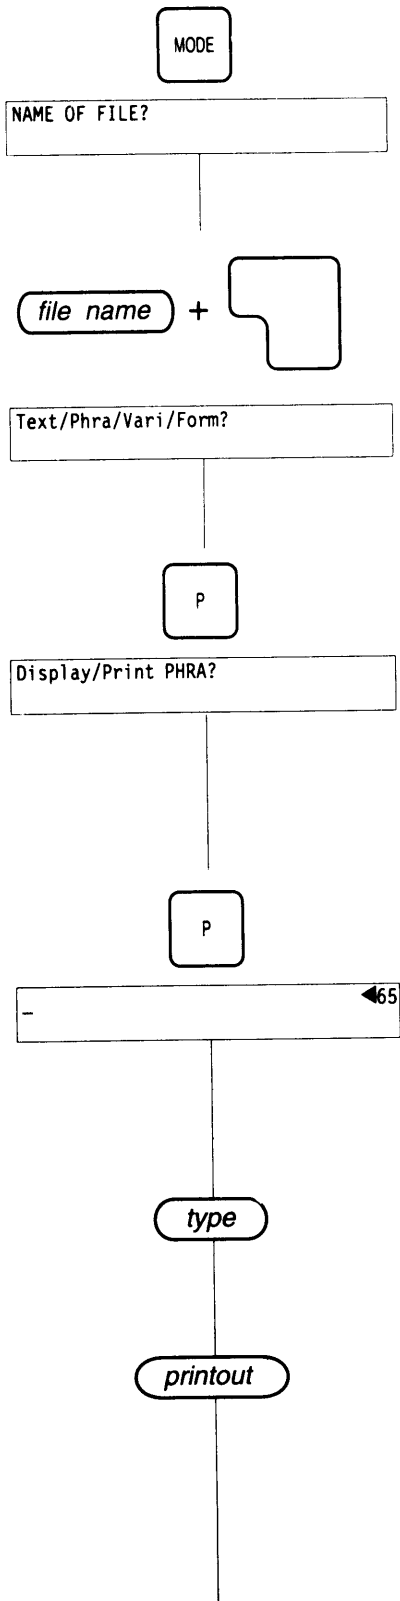 MODE
NAME OF FILE?
file name +
Text/Phra/Vari/Form?
P
Display/Print PHRA?
P
◀65
_
type
printout